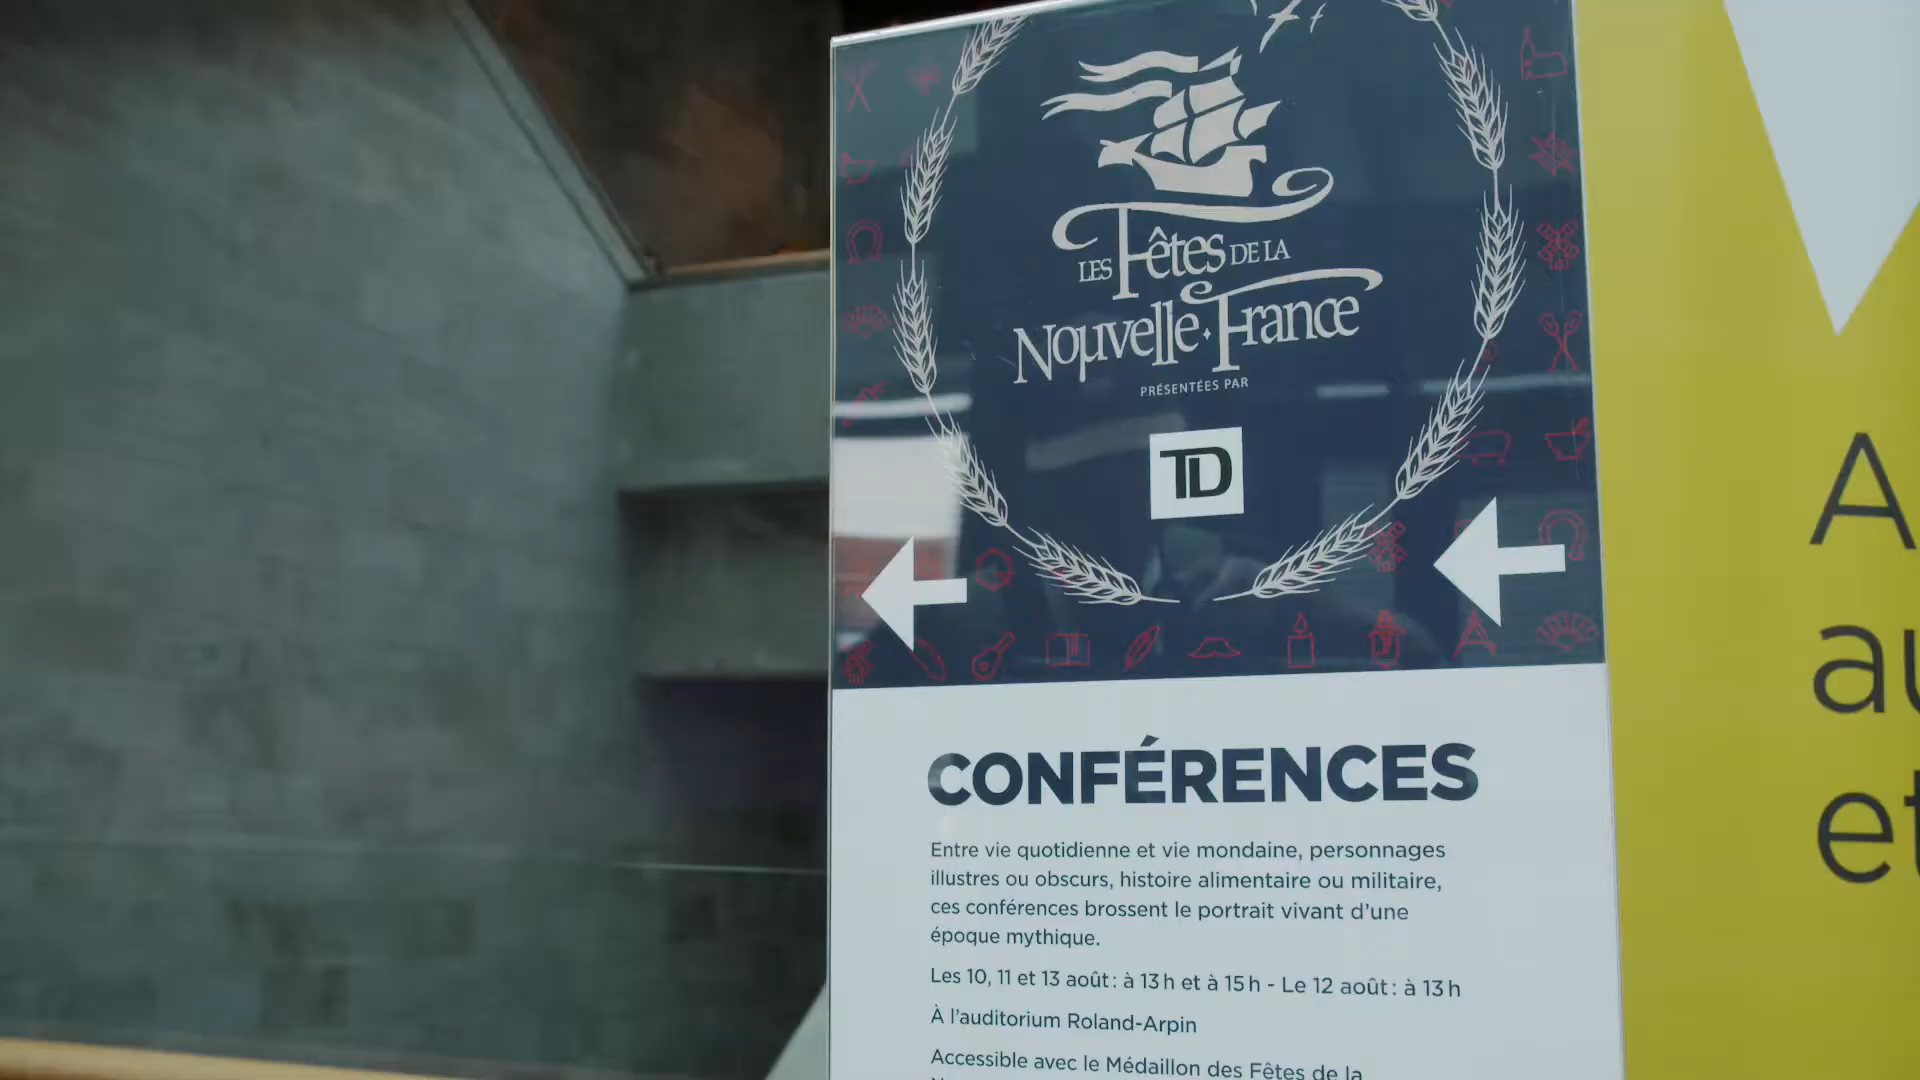 LES Fêtes DE LA
Nouvelle-France
PRÉSENTÉES PAR
TD
CONFÉRENCES
Entre vie quotidienne et vie mondaine, personnages
illustres ou obscurs, histoire alimentaire ou militaire,
ces conférences brossent le portrait vivant d'une
époque mythique.
Les 10, 11 et 13 août : à 13 h et à 15 h - Le 12 août : à 13 h
À l'auditorium Roland-Arpin
Accessible avec le Médaillon des Fêtes de la
A
au
et